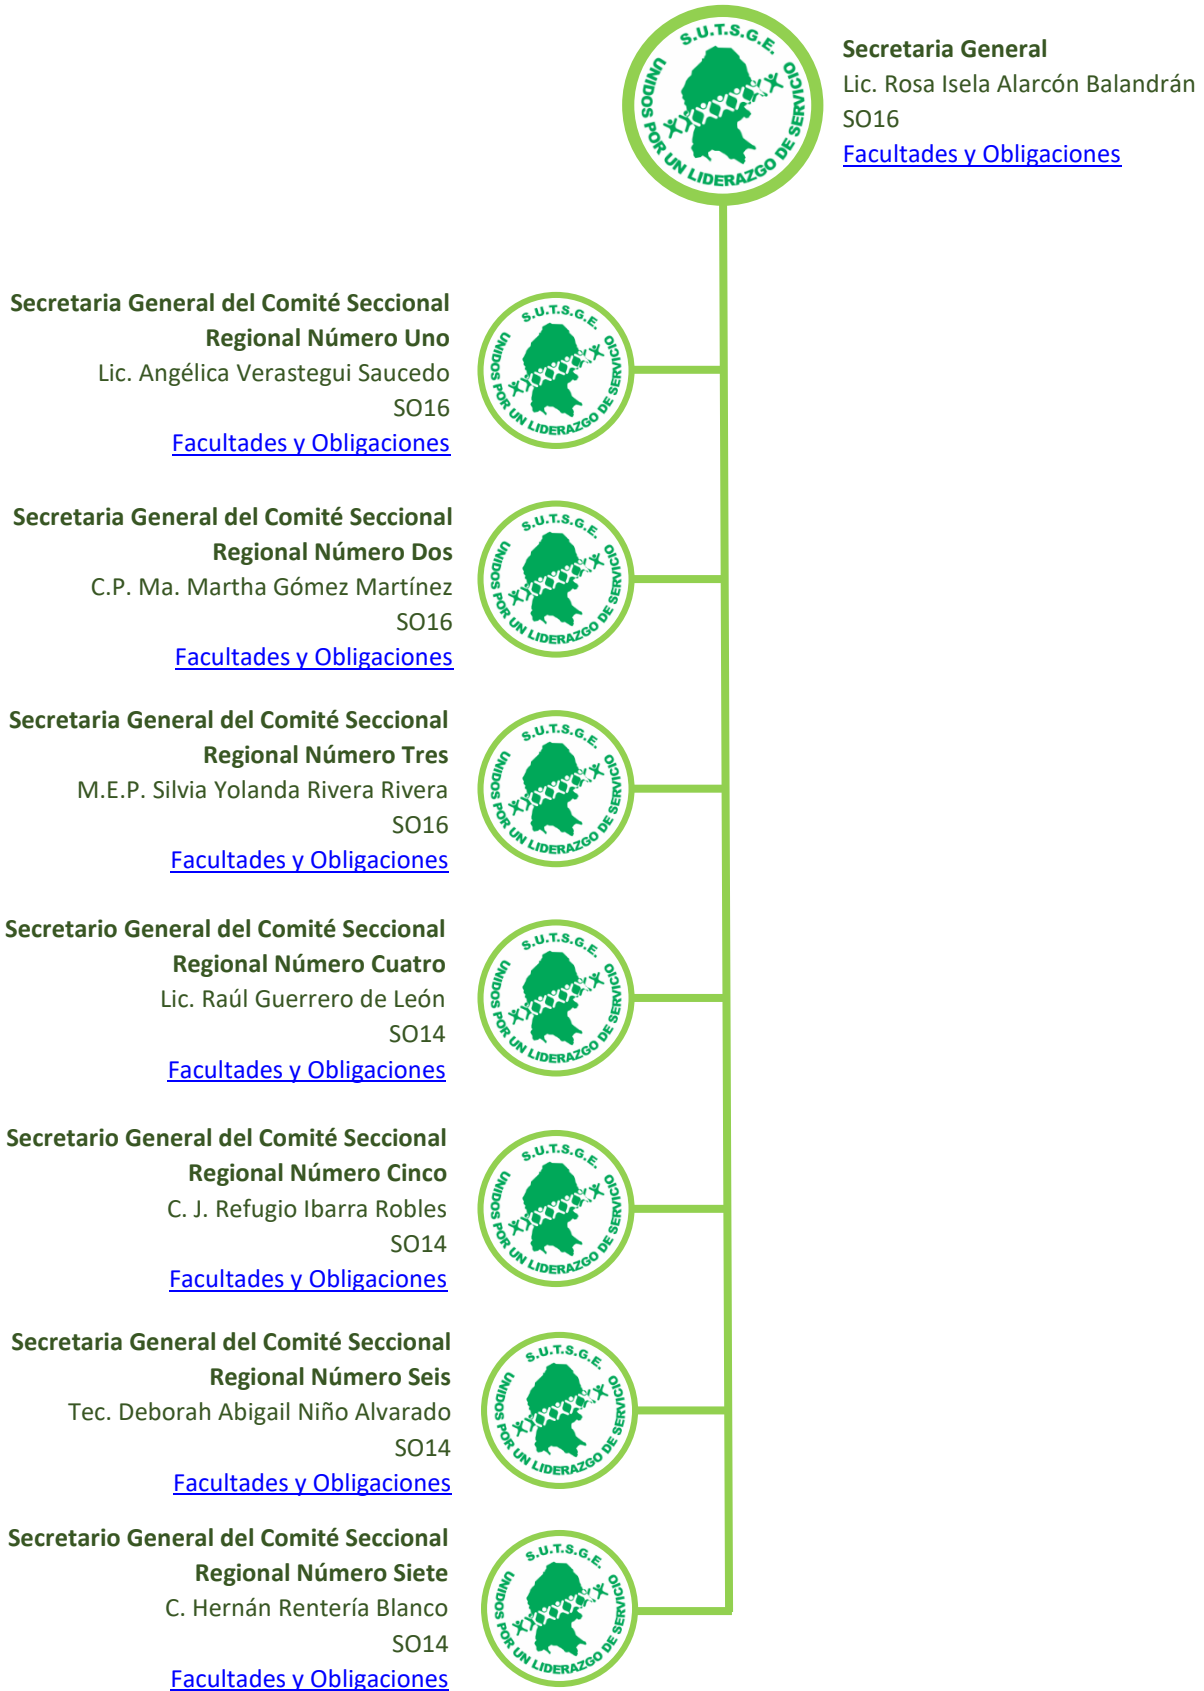 S.U.T.S.G.E.
UNIDOS POR UN LIDERAZGO DE SERVICIO
Secretaria General
Lic. Rosa Isela Alarcón Balandrán
SO16
Facultades y Obligaciones
Secretaria General del Comité Seccional
Regional Número Uno
Lic. Angélica Verastegui Saucedo
SO16
Facultades y Obligaciones
S.U.T.S.G.E.
UNIDOS POR UN LIDERAZGO DE SERVICIO
Secretaria General del Comité Seccional
Regional Número Dos
C.P. Ma. Martha Gómez Martínez
SO16
Facultades y Obligaciones
S.U.T.S.G.E.
UNIDOS POR UN LIDERAZGO DE SERVICIO
Secretaria General del Comité Seccional
Regional Número Tres
M.E.P. Silvia Yolanda Rivera Rivera
SO16
Facultades y Obligaciones
S.U.T.S.G.E.
UNIDOS POR UN LIDERAZGO DE SERVICIO
Secretario General del Comité Seccional
Regional Número Cuatro
Lic. Raúl Guerrero de León
SO14
Facultades y Obligaciones
S.U.T.S.G.E.
UNIDOS POR UN LIDERAZGO DE SERVICIO
Secretario General del Comité Seccional
Regional Número Cinco
C. J. Refugio Ibarra Robles
SO14
Facultades y Obligaciones
S.U.T.S.G.E.
UNIDOS POR UN LIDERAZGO DE SERVICIO
Secretaria General del Comité Seccional
Regional Número Seis
Tec. Deborah Abigail Niño Alvarado
SO14
Facultades y Obligaciones
S.U.T.S.G.E.
UNIDOS POR UN LIDERAZGO DE SERVICIO
Secretario General del Comité Seccional
Regional Número Siete
C. Hernán Rentería Blanco
SO14
Facultades y Obligaciones
S.U.T.S.G.E.
UNIDOS POR UN LIDERAZGO DE SERVICIO